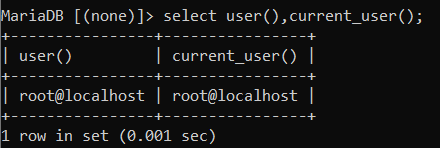 MariaDB [(none)]> select user(),current_user();
+----------------+----------------+
| user()         | current_user() |
+----------------+----------------+
| root@localhost | root@localhost |
+----------------+----------------+
1 row in set (0.001 sec)